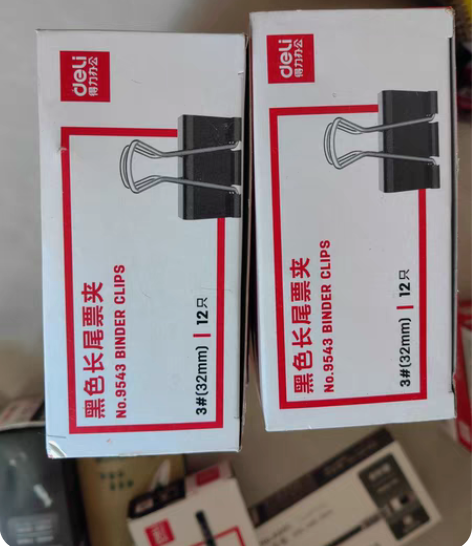 deli
得力办公
黑色长尾票夹
No.9543 BINDER CLIPS
3#(32mm) | 12只
deli
得力办公
黑色长尾票夹
No.9543 BINDER CLIPS
3#(32mm) | 12只
deli